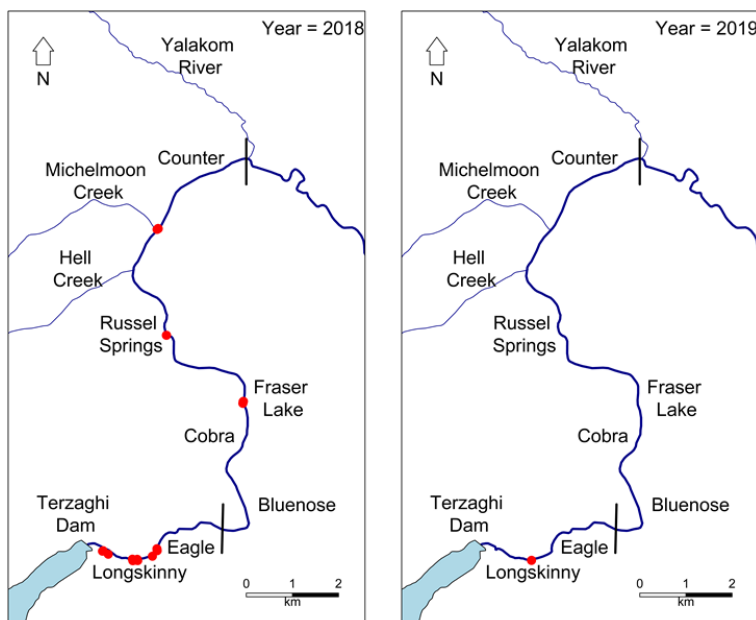 Year = 2018
Yalakom
River
N
Counter
Michelmoon
Creek
Hell
Creek
Russel
Springs
Fraser
Lake
Cobra
Bluenose
Terzaghi
Dam
Eagle
Longskinny
0 1 2
km
Year = 2019
Yalakom
River
N
Counter
Michelmoon
Creek
Hell
Creek
Russel
Springs
Fraser
Lake
Cobra
Bluenose
Terzaghi
Dam
Eagle
Longskinny
0 1 2
km